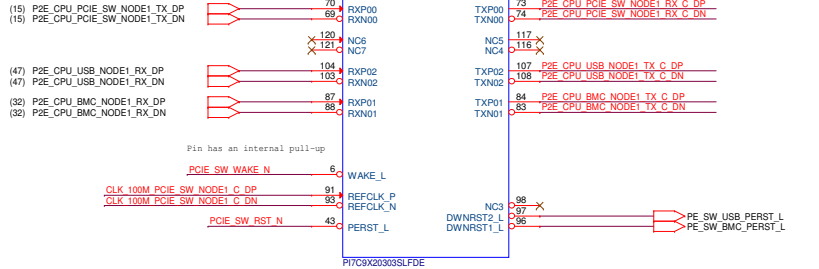 (15) P2E_CPU_PCIE_SW_NODE1_TX_DP 70 RXP00 TXP00 73 P2E_CPU_PCIE_SW_NODE1_RX_C_DP
(15) P2E_CPU_PCIE_SW_NODE1_TX_DN 69 RXN00 TXN00 74 P2E_CPU_PCIE_SW_NODE1_RX_C_DN
120 NC6 NC5 117
121 NC7 NC4 116
(47) P2E_CPU_USB_NODE1_RX_DP 104 RXP02 TXP02 107 P2E_CPU_USB_NODE1_TX_C_DP
(47) P2E_CPU_USB_NODE1_RX_DN 103 RXN02 TXN02 108 P2E_CPU_USB_NODE1_TX_C_DN
(32) P2E_CPU_BMC_NODE1_RX_DP 87 RXP01 TXP01 84 P2E_CPU_BMC_NODE1_TX_C_DP
(32) P2E_CPU_BMC_NODE1_RX_DN 88 RXN01 TXN01 83 P2E_CPU_BMC_NODE1_TX_C_DN
Pin has an internal pull-up
PCIE_SW_WAKE_N 6 WAKE_L
CLK_100M_PCIE_SW_NODE1_C_DP 91 REFCLK_P
CLK_100M_PCIE_SW_NODE1_C_DN 93 REFCLK_N NC3 98
DWNRST2_L 97 PE_SW_USB_PERST_L
PCIE_SW_RST_N 43 PERST_L DWNRST1_L 96 PE_SW_BMC_PERST_L
PI7C9X20303SLFDE